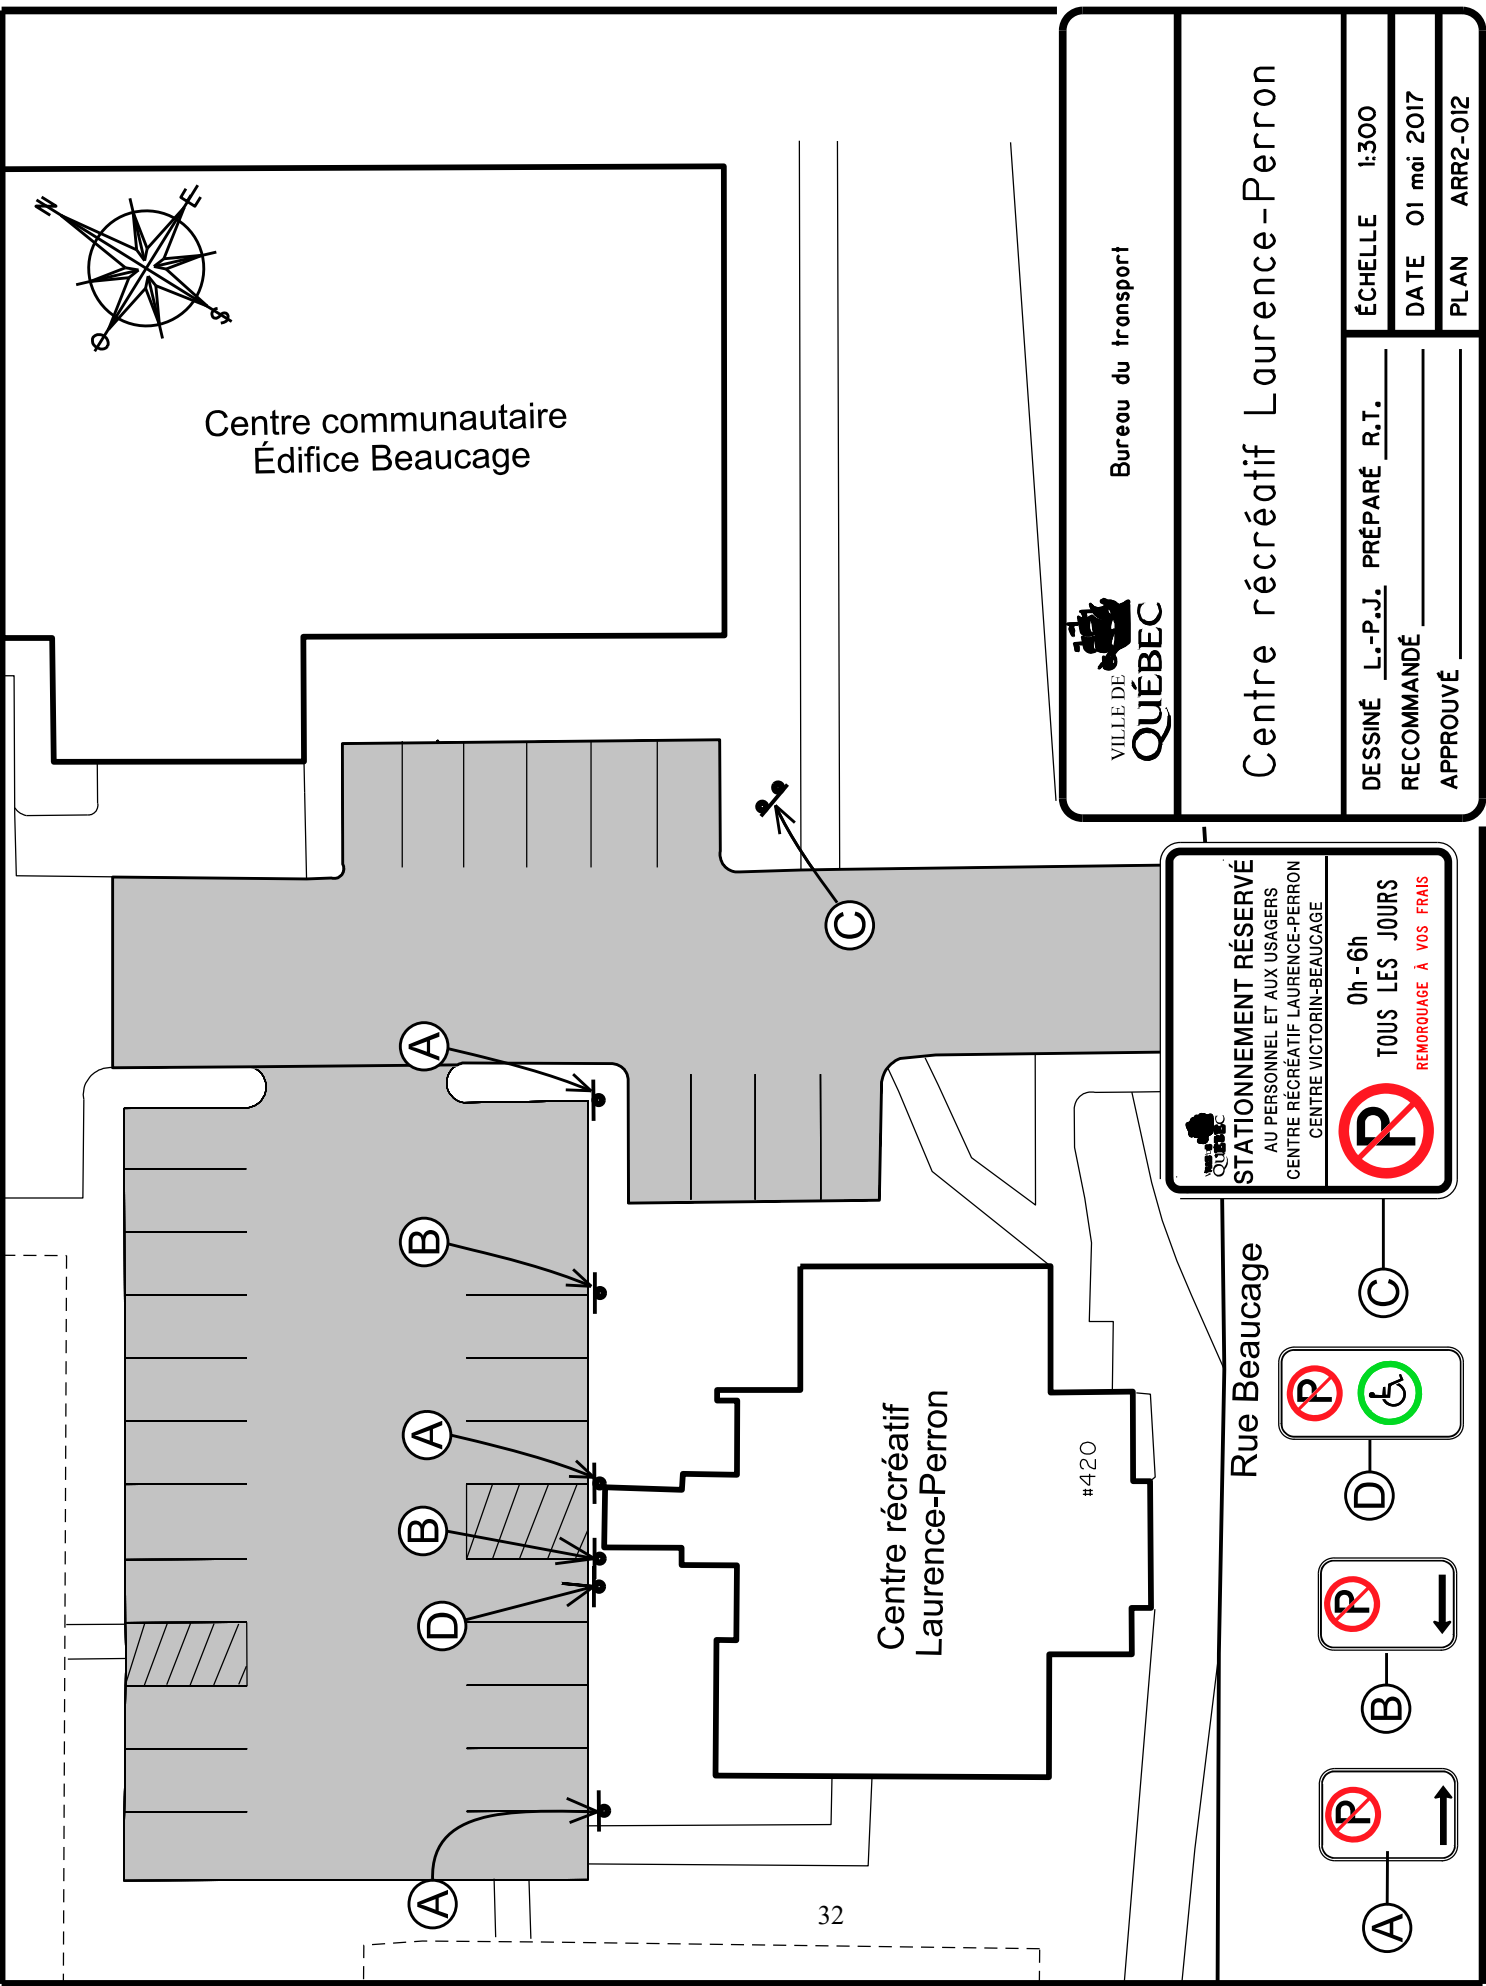 N
E
S
O
Centre communautaire
Édifice Beaucage
A
B
A
B
D
A
C
Centre récréatif
Laurence-Perron
#420
Rue Beaucage
32
VILLE DE
QUÉBEC
Bureau du transport
Centre récréatif Laurence-Perron
DESSINÉ L.-P.J. PRÉPARÉ R.T.
RECOMMANDÉ
APPROUVÉ
ÉCHELLE 1:300
DATE 01 mai 2017
PLAN ARR2-012
QUÉBEC
STATIONNEMENT RÉSERVÉ
AU PERSONNEL ET AUX USAGERS
CENTRE RÉCRÉATIF LAURENCE-PERRON
CENTRE VICTORIN-BEAUCAGE
P
0h-6h
TOUS LES JOURS
REMORQUAGE À VOS FRAIS
C
P
D
P
B
P
A